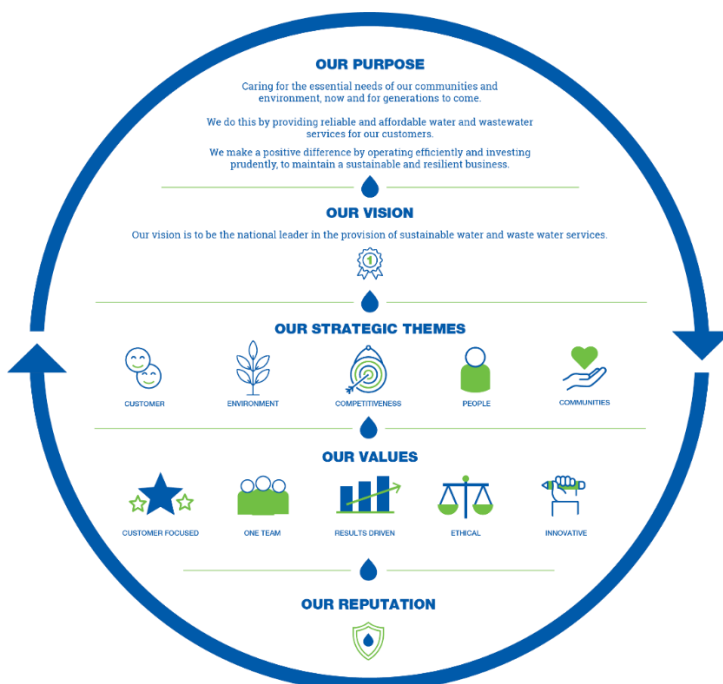 OUR PURPOSE
Caring for the essential needs of our communities and
environment, now and for generations to come.
We do this by providing reliable and affordable water and wastewater
services for our customers.
We make a positive difference by operating efficiently and investing
prudently, to maintain a sustainable and resilient business.
OUR VISION
Our vision is to be the national leader in the provision of sustainable water and waste water services.
1
OUR STRATEGIC THEMES
CUSTOMER ENVIRONMENT COMPETITIVENESS PEOPLE COMMUNITIES
OUR VALUES
CUSTOMER FOCUSED ONE TEAM RESULTS DRIVEN ETHICAL INNOVATIVE
OUR REPUTATION